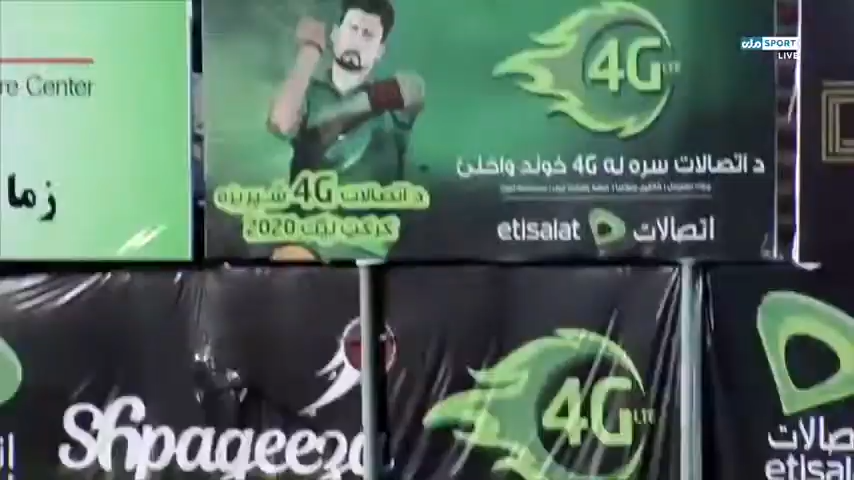 SPORT
LIVE
re Center
زما
4G LTE
د اتصالات سره له 4G خوند واخلئ
etisalat اتصالات
د اتصالات 4G شپږیزه
کرکټ لیګ 2020
Shpageeza
4G LTE
اتصالات
etisalat